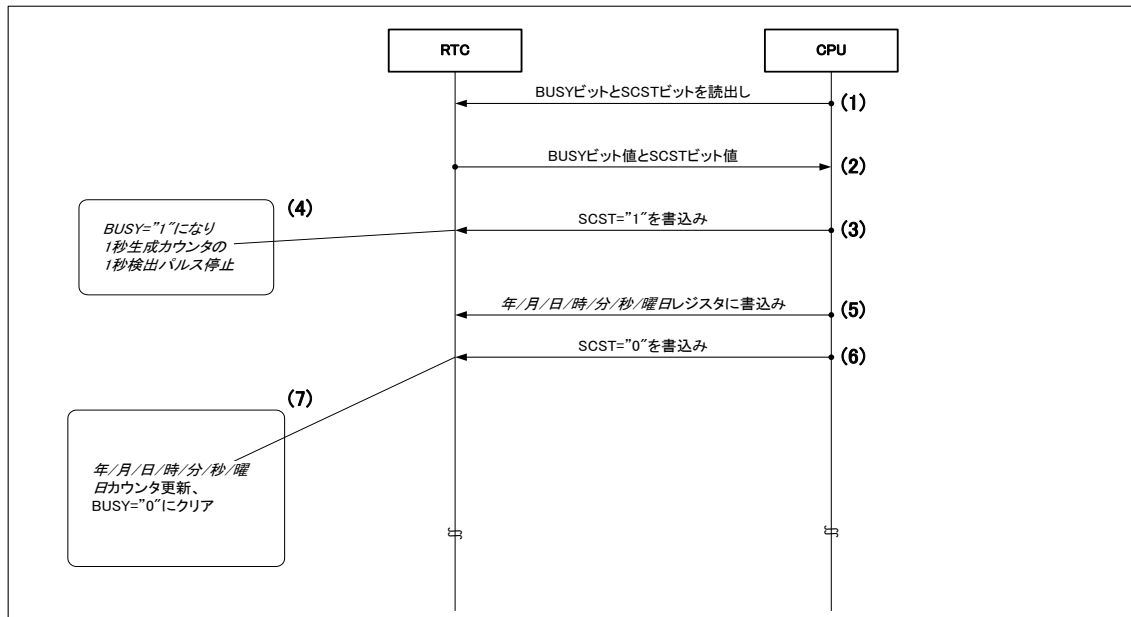 RTC
CPU
BUSYビットとSCSTビットを読出し
(1)
BUSYビット値とSCSTビット値
(2)
(4)
BUSY="1"になり
1秒生成カウンタの
1秒検出パルス停止
SCST="1"を書込み
(3)
年/月/日/時/分/秒/曜日レジスタに書込み
(5)
SCST="0"を書込み
(6)
(7)
年/月/日/時/分/秒/曜
日カウンタ更新、
BUSY="0"にクリア